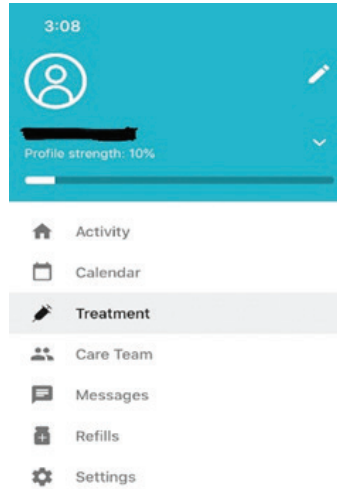 3:08
Profile strength: 10%
Activity
Calendar
Treatment
Care Team
Messages
Refills
Settings